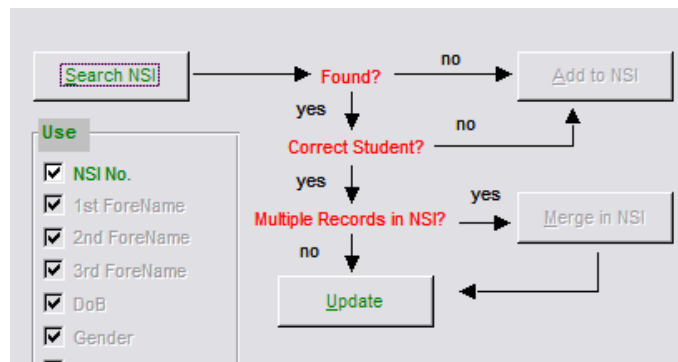 Search NSI
Found?
no
Add to NSI
yes
Correct Student?
no
yes
Multiple Records in NSI?
yes
Merge in NSI
no
Update
Use
NSI No.
1st ForeName
2nd ForeName
3rd ForeName
DoB
Gender